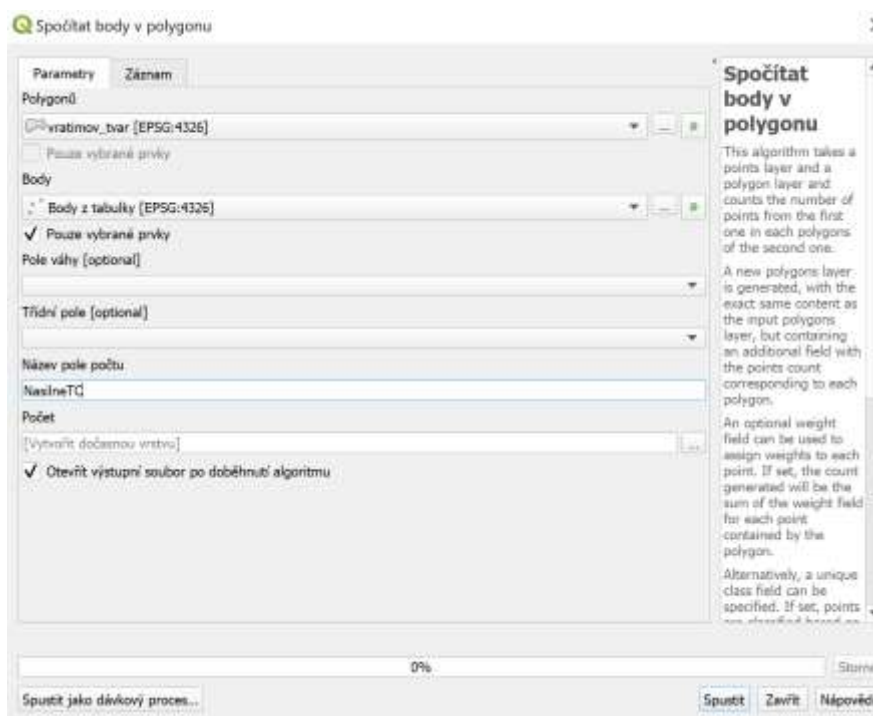 Spočítat body v polygonu
Parametry
Záznam
Polygonů
vratimov_tvar [EPSG:4326]
...
Pouze vybrané prvky
Body
Body z tabulky [EPSG:4326]
...
✓ Pouze vybrané prvky
Pole váhy [optional]
Třídní pole [optional]
Název pole počtu
NasilneTC
Počet
[Vytvořit dočasnou vrstvu]
...
✓ Otevřít výstupní soubor po doběhnutí algoritmu
Spočítat
body v
polygonu
This algorithm takes a
points layer and a
polygon layer and
counts the number of
points from the first
one in each polygons
of the second one.
A new polygons layer
is generated, with the
exact same content as
the input polygons
layer, but containing
an additional field with
the points count
corresponding to each
polygon.
An optional weight
field can be used to
assign weights to each
point. If set, the count
generated will be the
sum of the weight field
for each point
contained by the
polygon.
Alternatively, a unique
class field can be
specified. If set, points
0%
Storno
Spustit jako dávkový proces...
Spustit
Zavřít
Nápověd